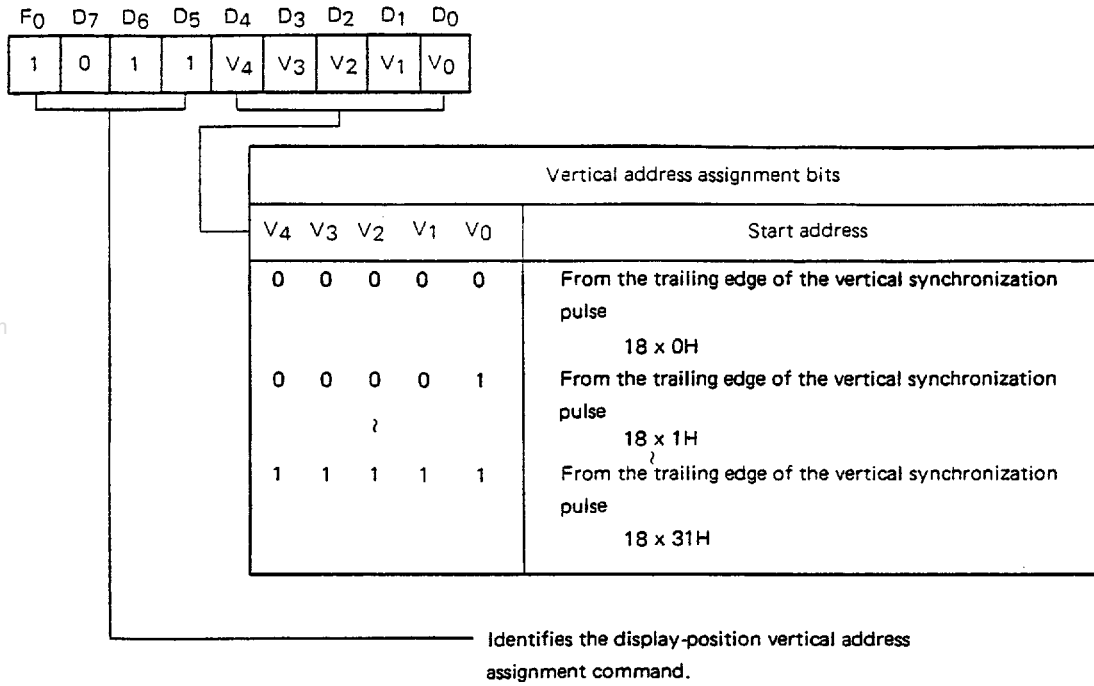 F0 D7 D6 D5 D4 D3 D2 D1 D0
1 0 1 1 V4 V3 V2 V1 V0
Vertical address assignment bits
V4 V3 V2 V1 V0 Start address
0 0 0 0 0 From the trailing edge of the vertical synchronization
pulse
18 x 0H
0 0 0 0 1 From the trailing edge of the vertical synchronization
pulse
≀ 18 x 1H
≀
1 1 1 1 1 From the trailing edge of the vertical synchronization
pulse
18 x 31H
Identifies the display-position vertical address
assignment command.